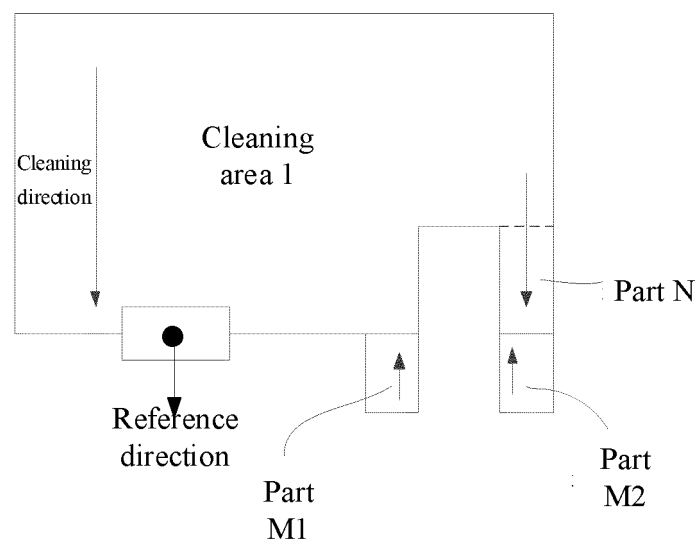 Cleaning
area 1
Cleaning
direction
Part N
Reference
direction
Part
M1
Part
M2